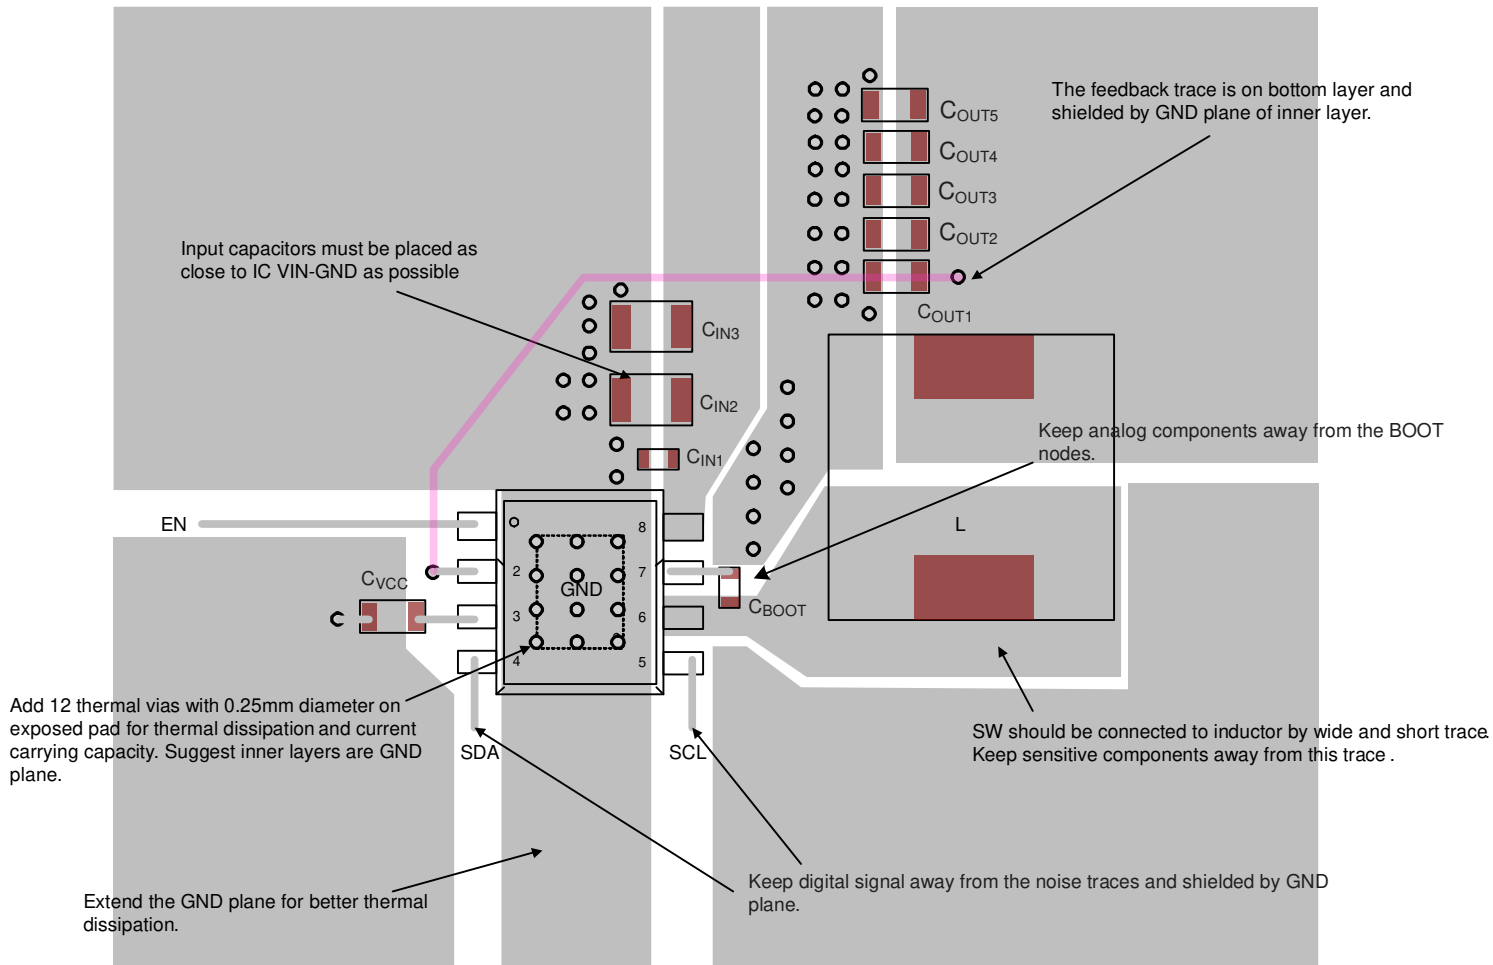 The feedback trace is on bottom layer and
shielded by GND plane of inner layer.
COUT5
COUT4
COUT3
COUT2
COUT1
Input capacitors must be placed as
close to IC VIN-GND as possible
CIN3
CIN2
CIN1
Keep analog components away from the BOOT
nodes.
EN
L
8
2
7
GND
3
6
4
5
CVCC
CBOOT
Add 12 thermal vias with 0.25mm diameter on
exposed pad for thermal dissipation and current
carrying capacity. Suggest inner layers are GND
plane.
SDA
SCL
SW should be connected to inductor by wide and short trace.
Keep sensitive components away from this trace .
Keep digital signal away from the noise traces and shielded by GND
plane.
Extend the GND plane for better thermal
dissipation.